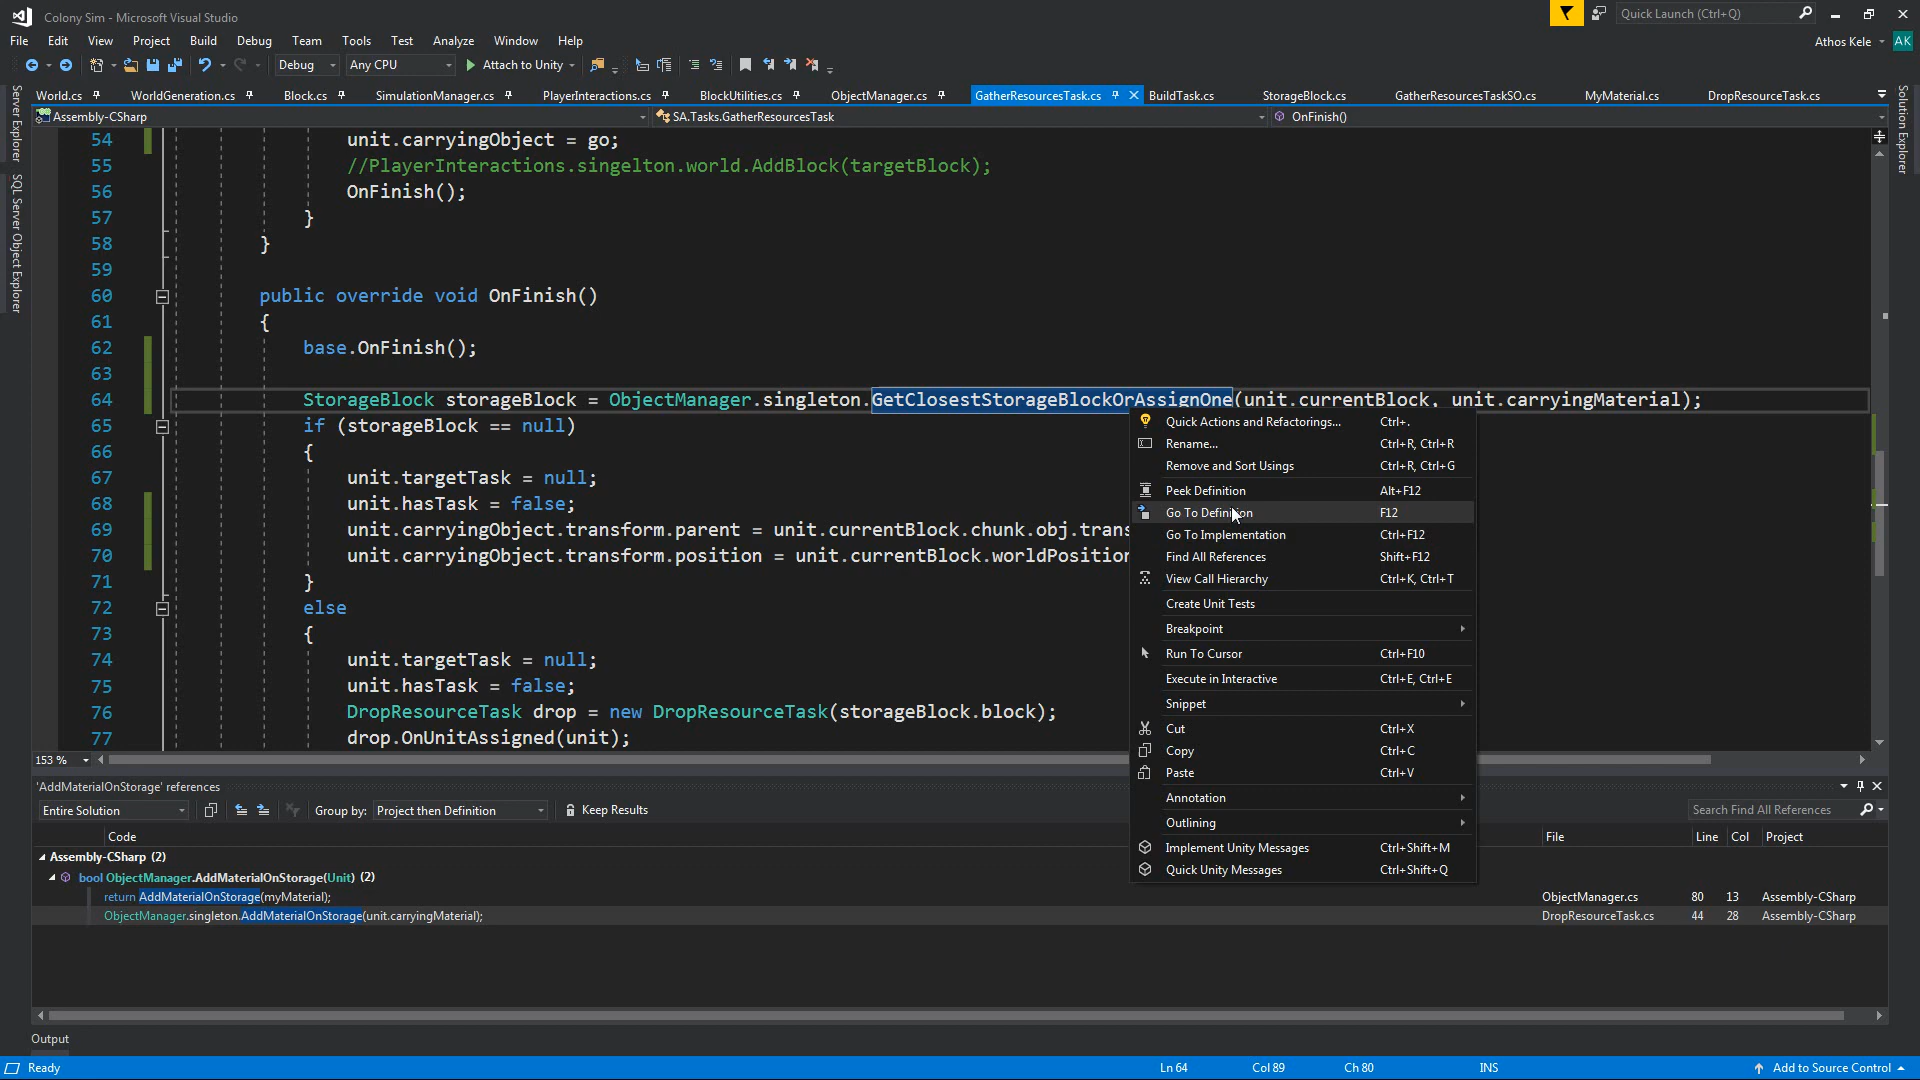 Colony Sim - Microsoft Visual Studio
Quick Launch (Ctrl+Q)
File Edit View Project Build Debug Team Tools Test Analyze Window Help
Athos Kele AK
Debug Any CPU Attach to Unity
World.cs WorldGeneration.cs Block.cs SimulationManager.cs PlayerInteractions.cs BlockUtilities.cs ObjectManager.cs GatherResourcesTask.cs BuildTask.cs StorageBlock.cs GatherResourcesTaskSO.cs MyMaterial.cs DropResourceTask.cs
Assembly-CSharp SA.Tasks.GatherResourcesTask OnFinish()
Server Explorer
SQL Server Object Explorer
Solution Explorer
54 unit.carryingObject = go;
55 //PlayerInteractions.singelton.world.AddBlock(targetBlock);
56 OnFinish();
57 }
58 }
59
60 public override void OnFinish()
61 {
62 base.OnFinish();
63
64 StorageBlock storageBlock = ObjectManager.singleton.GetClosestStorageBlockOrAssignOne(unit.currentBlock, unit.carryingMaterial);
65 if (storageBlock == null)
66 {
67 unit.targetTask = null;
68 unit.hasTask = false;
69 unit.carryingObject.transform.parent = unit.currentBlock.chunk.obj.trans
70 unit.carryingObject.transform.position = unit.currentBlock.worldPosition
71 }
72 else
73 {
74 unit.targetTask = null;
75 unit.hasTask = false;
76 DropResourceTask drop = new DropResourceTask(storageBlock.block);
77 drop.OnUnitAssigned(unit);
Quick Actions and Refactorings... Ctrl+.
Rename... Ctrl+R, Ctrl+R
Remove and Sort Usings Ctrl+R, Ctrl+G
Peek Definition Alt+F12
Go To Definition F12
Go To Implementation Ctrl+F12
Find All References Shift+F12
View Call Hierarchy Ctrl+K, Ctrl+T
Create Unit Tests
Breakpoint
Run To Cursor Ctrl+F10
Execute in Interactive Ctrl+E, Ctrl+E
Snippet
Cut Ctrl+X
Copy Ctrl+C
Paste Ctrl+V
Annotation
Outlining
Implement Unity Messages Ctrl+Shift+M
Quick Unity Messages Ctrl+Shift+Q
153 %
'AddMaterialOnStorage' references
Entire Solution Group by: Project then Definition Keep Results Search Find All References
Code File Line Col Project
Assembly-CSharp (2)
bool ObjectManager.AddMaterialOnStorage(Unit) (2)
return AddMaterialOnStorage(myMaterial); ObjectManager.cs 80 13 Assembly-CSharp
ObjectManager.singleton.AddMaterialOnStorage(unit.carryingMaterial); DropResourceTask.cs 44 28 Assembly-CSharp
Output
Ready Ln 64 Col 89 Ch 80 INS Add to Source Control